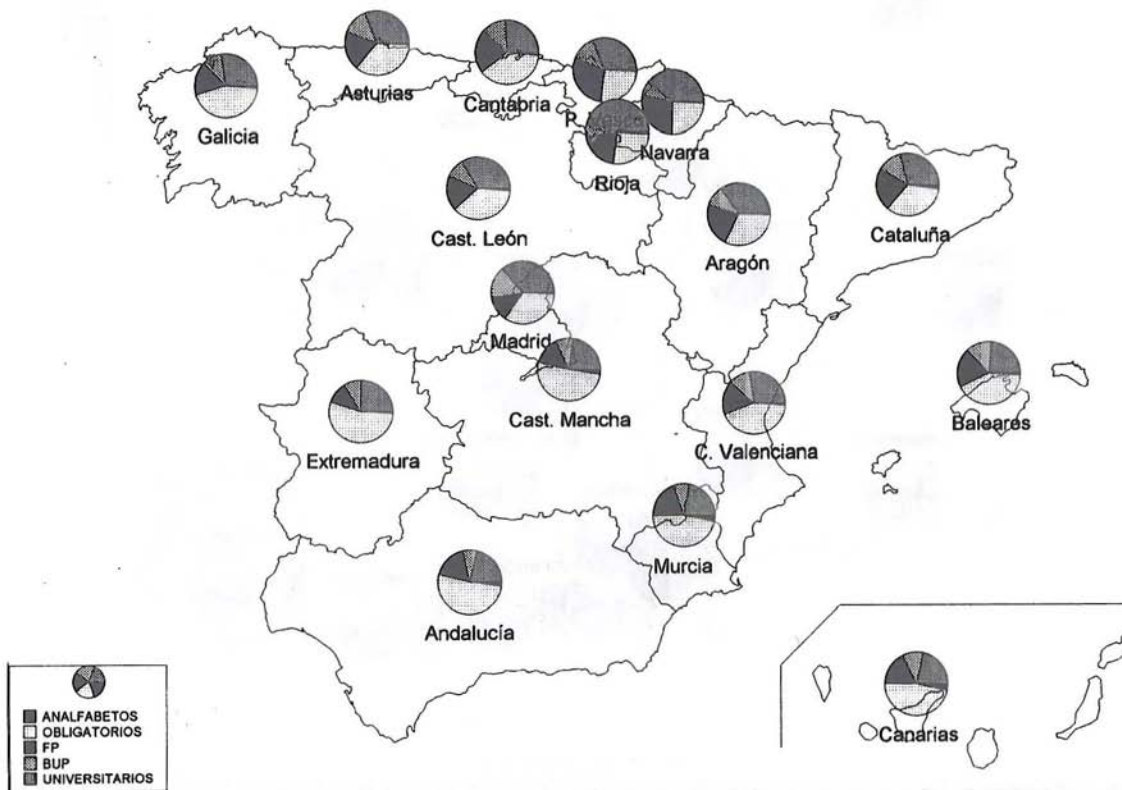 Asturias
Cantabria
Galicia
P. Vasco
Navarra
Rioja
Cast. León
Cataluña
Aragón
Madrid
Cast. Mancha
C. Valenciana
Baleares
Extremadura
Murcia
Andalucía
Canarias
ANALFABETOS
OBLIGATORIOS
FP
BUP
UNIVERSITARIOS